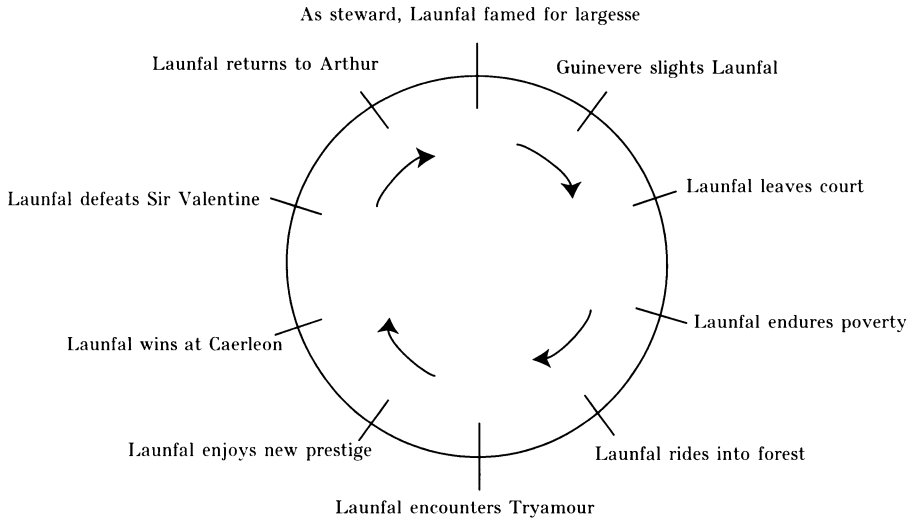 As steward, Launfal famed for largesse
Guinevere slights Launfal
Launfal leaves court
Launfal endures poverty
Launfal rides into forest
Launfal encounters Tryamour
Launfal enjoys new prestige
Launfal wins at Caerleon
Launfal defeats Sir Valentine
Launfal returns to Arthur